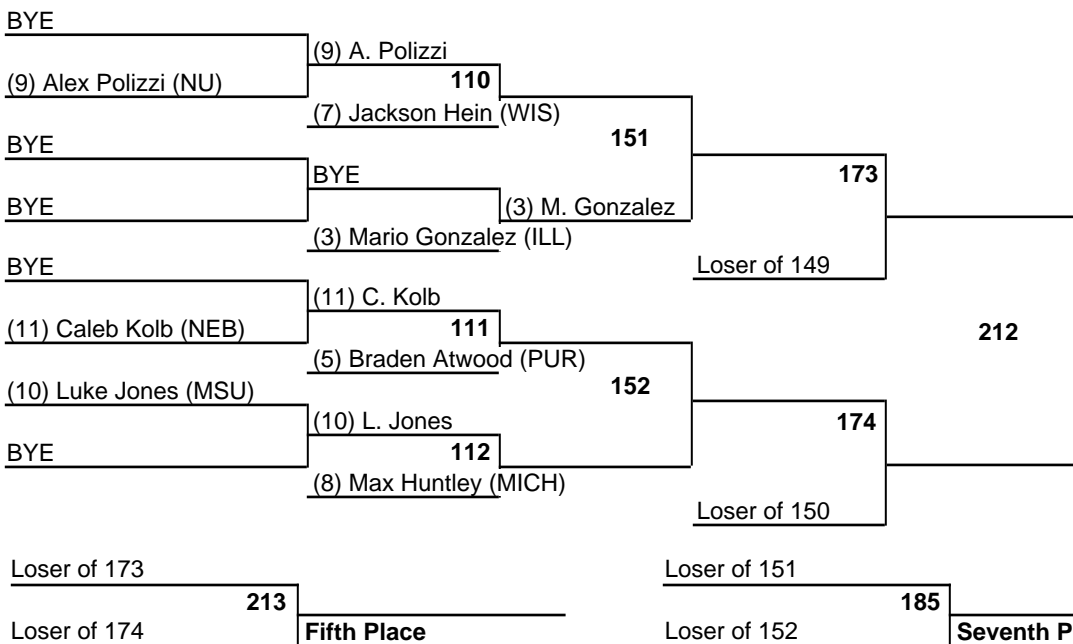 BYE
(9) A. Polizzi
(9) Alex Polizzi (NU)
110
(7) Jackson Hein (WIS)
151
BYE
173
BYE
BYE
(3) M. Gonzalez
(3) Mario Gonzalez (ILL)
BYE
Loser of 149
(11) C. Kolb
(11) Caleb Kolb (NEB)
111
212
(5) Braden Atwood (PUR)
152
(10) Luke Jones (MSU)
(10) L. Jones
174
BYE
112
(8) Max Huntley (MICH)
Loser of 150
Loser of 173
213
Loser of 174
Fifth Place
Loser of 151
185
Loser of 152
Seventh P